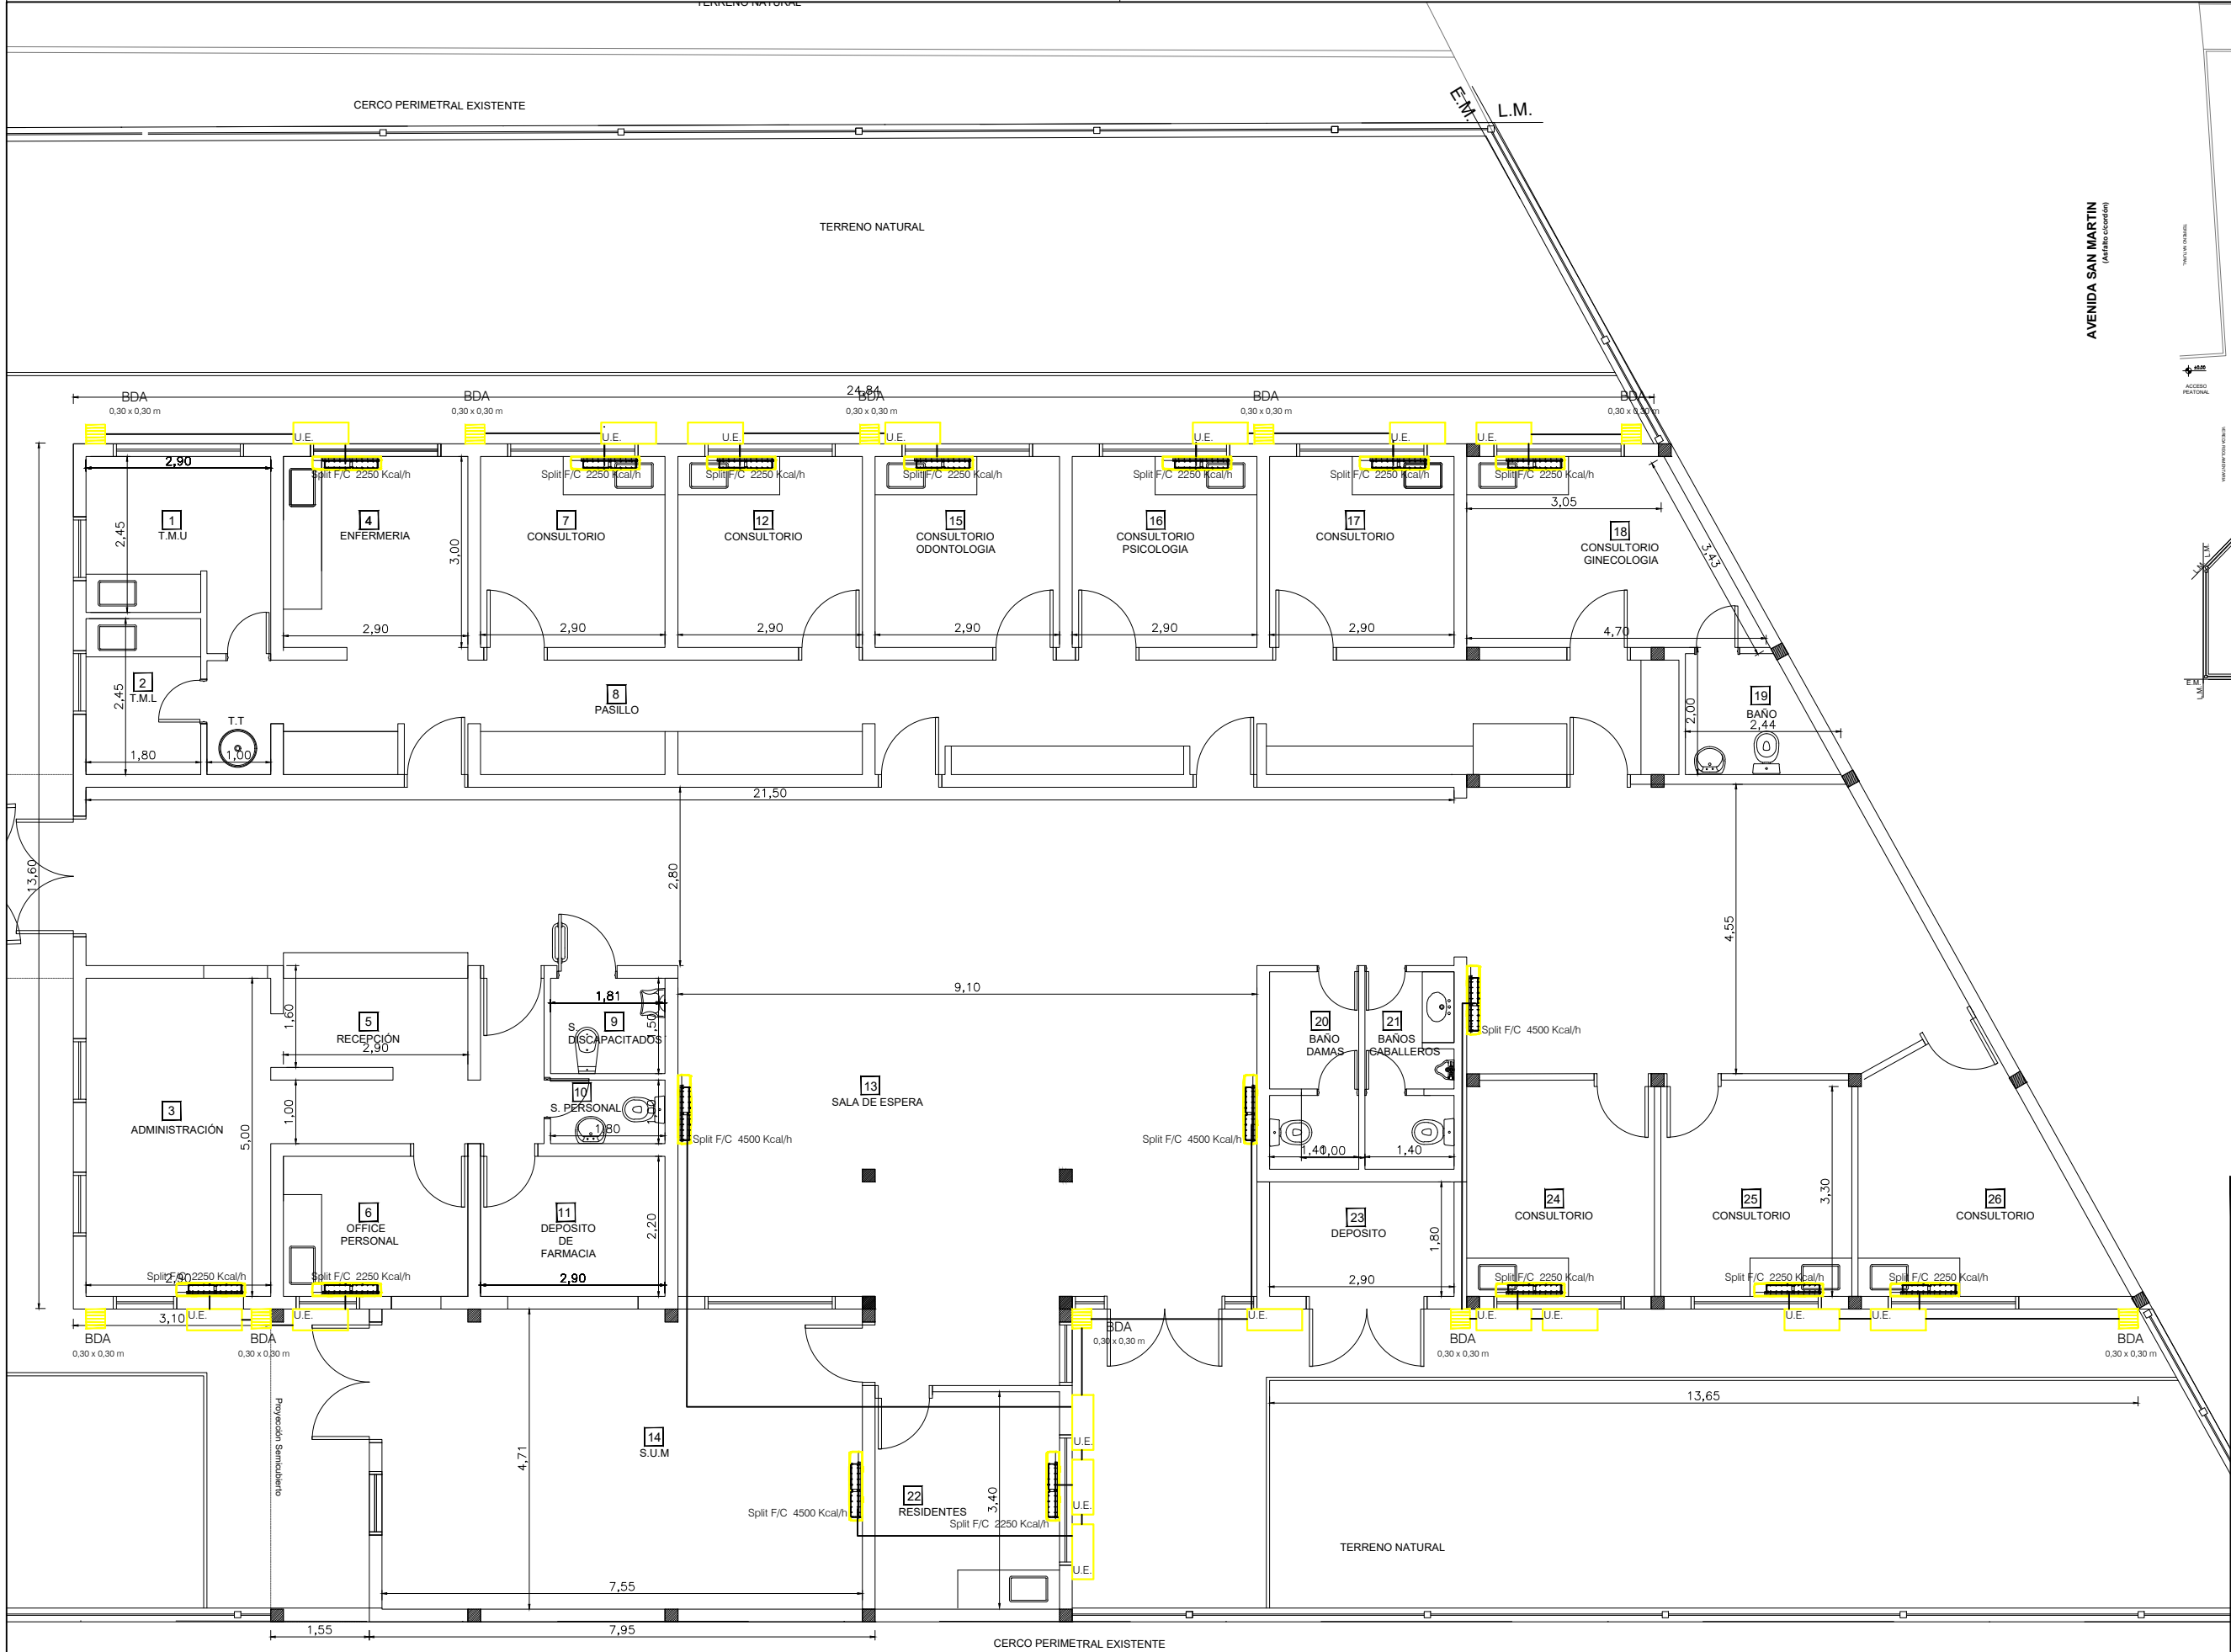 TERRENO NATURAL
CERCO PERIMETRAL EXISTENTE
E.M.
L.M.
TERRENO NATURAL
AVENIDA SAN MARTIN
(Asfalto c/cordón)
TERRENO NATURAL
±0.00
ACCESO
PEATONAL
L.M.
L.M.
E.M.
L.M.
24,84
BDA
0,30 x 0,30 m
BDA
0,30 x 0,30 m
BDA
0,30 x 0,30 m
BDA
0,30 x 0,30 m
BDA
0,30 x 0,30 m
U.E.
U.E.
U.E.
U.E.
U.E.
U.E.
U.E.
Split F/C 2250 Kcal/h
Split F/C 2250 Kcal/h
Split F/C 2250 Kcal/h
Split F/C 2250 Kcal/h
Split F/C 2250 Kcal/h
Split F/C 2250 Kcal/h
Split F/C 2250 Kcal/h
2,90
2,45
1
T.M.U
4
ENFERMERIA
3,00
2,90
7
CONSULTORIO
2,90
12
CONSULTORIO
2,90
15
CONSULTORIO
ODONTOLOGIA
2,90
16
CONSULTORIO
PSICOLOGIA
2,90
17
CONSULTORIO
2,90
3,05
18
CONSULTORIO
GINECOLOGIA
3,43
4,70
2
T.M.L
2,45
1,80
T.T
1,00
8
PASILLO
19
BAÑO
2,44
2,00
21,50
13,60
2,80
4,55
9,10
3
ADMINISTRACIÓN
5,00
2,90
1,60
5
RECEPCIÓN
2,90
1,00
1,81
9
S.
DISCAPACITADOS
1,50
10
S. PERSONAL
1,00
1,80
6
OFFICE
PERSONAL
11
DEPOSITO
DE
FARMACIA
2,20
2,90
13
SALA DE ESPERA
Split F/C 4500 Kcal/h
Split F/C 4500 Kcal/h
20
BAÑO
DAMAS
21
BAÑOS
CABALLEROS
Split F/C 4500 Kcal/h
1,40
1,00
1,40
23
DEPOSITO
1,80
2,90
24
CONSULTORIO
25
CONSULTORIO
3,30
26
CONSULTORIO
Split F/C 2250 Kcal/h
Split F/C 2250 Kcal/h
Split F/C 2250 Kcal/h
Split F/C 2250 Kcal/h
Split F/C 2250 Kcal/h
3,10
U.E.
U.E.
U.E.
U.E.
U.E.
U.E.
U.E.
BDA
0,30 x 0,30 m
BDA
0,30 x 0,30 m
BDA
0,30 x 0,30 m
BDA
0,30 x 0,30 m
BDA
0,30 x 0,30 m
Proyección Semicubierto
4,71
14
S.U.M
Split F/C 4500 Kcal/h
22
RESIDENTES
3,40
Split F/C 2250 Kcal/h
U.E.
U.E.
U.E.
13,65
TERRENO NATURAL
7,55
1,55
7,95
CERCO PERIMETRAL EXISTENTE